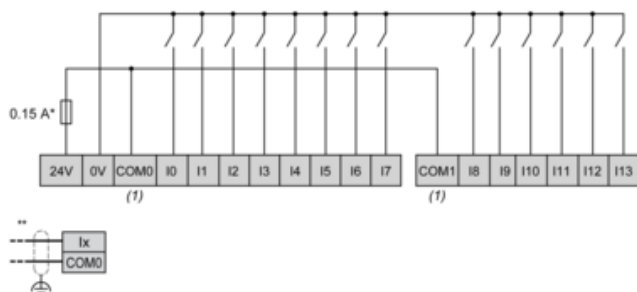 0.15 A*
24V 0V COM0 I0 I1 I2 I3 I4 I5 I6 I7 COM1 I8 I9 I10 I11 I12 I13
(1) (1)
**
Ix
COM0